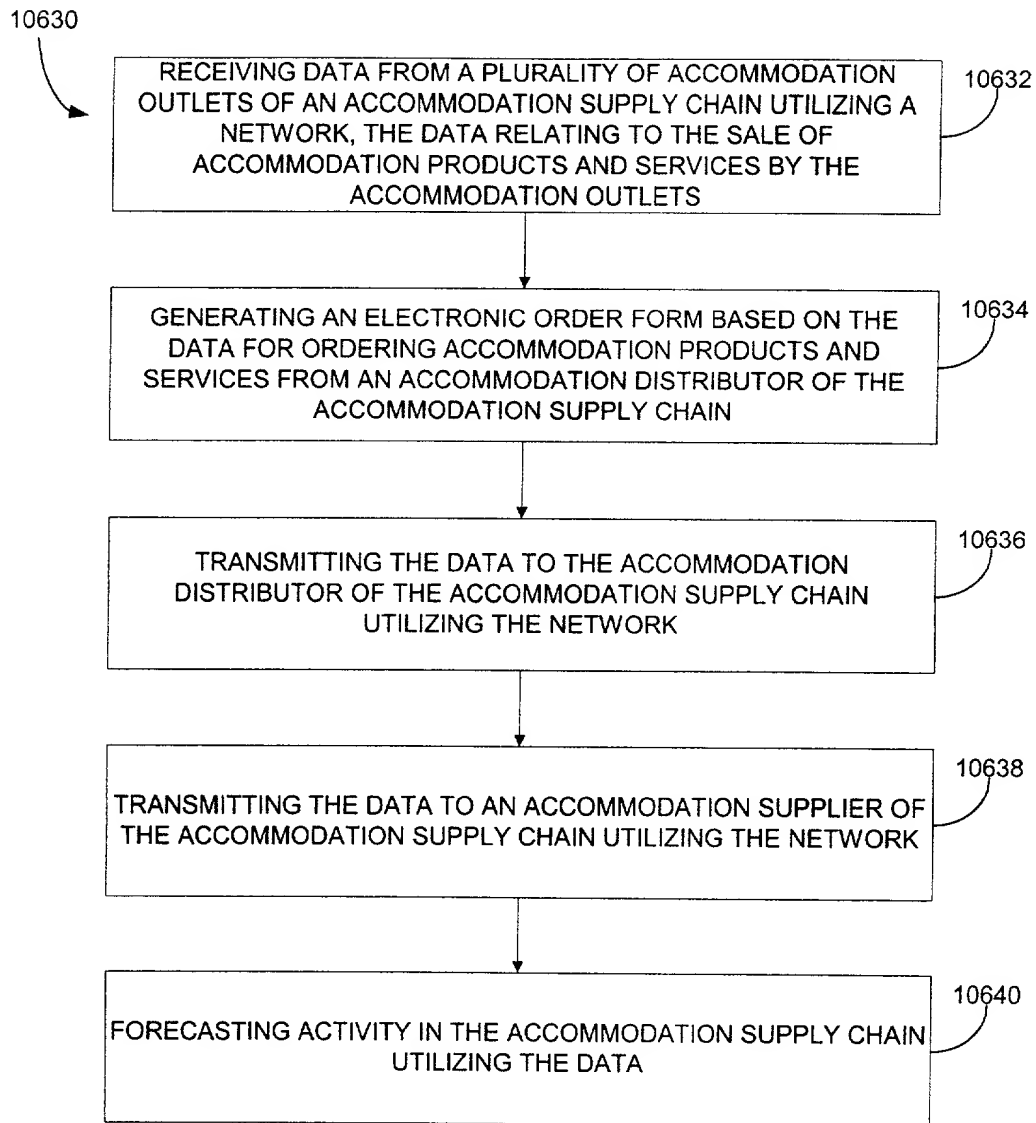 10630
RECEIVING DATA FROM A PLURALITY OF ACCOMMODATION
OUTLETS OF AN ACCOMMODATION SUPPLY CHAIN UTILIZING A
NETWORK, THE DATA RELATING TO THE SALE OF
ACCOMMODATION PRODUCTS AND SERVICES BY THE
ACCOMMODATION OUTLETS
10632
GENERATING AN ELECTRONIC ORDER FORM BASED ON THE
DATA FOR ORDERING ACCOMMODATION PRODUCTS AND
SERVICES FROM AN ACCOMMODATION DISTRIBUTOR OF THE
ACCOMMODATION SUPPLY CHAIN
10634
TRANSMITTING THE DATA TO THE ACCOMMODATION
DISTRIBUTOR OF THE ACCOMMODATION SUPPLY CHAIN
UTILIZING THE NETWORK
10636
TRANSMITTING THE DATA TO AN ACCOMMODATION SUPPLIER OF
THE ACCOMMODATION SUPPLY CHAIN UTILIZING THE NETWORK
10638
FORECASTING ACTIVITY IN THE ACCOMMODATION SUPPLY CHAIN
UTILIZING THE DATA
10640